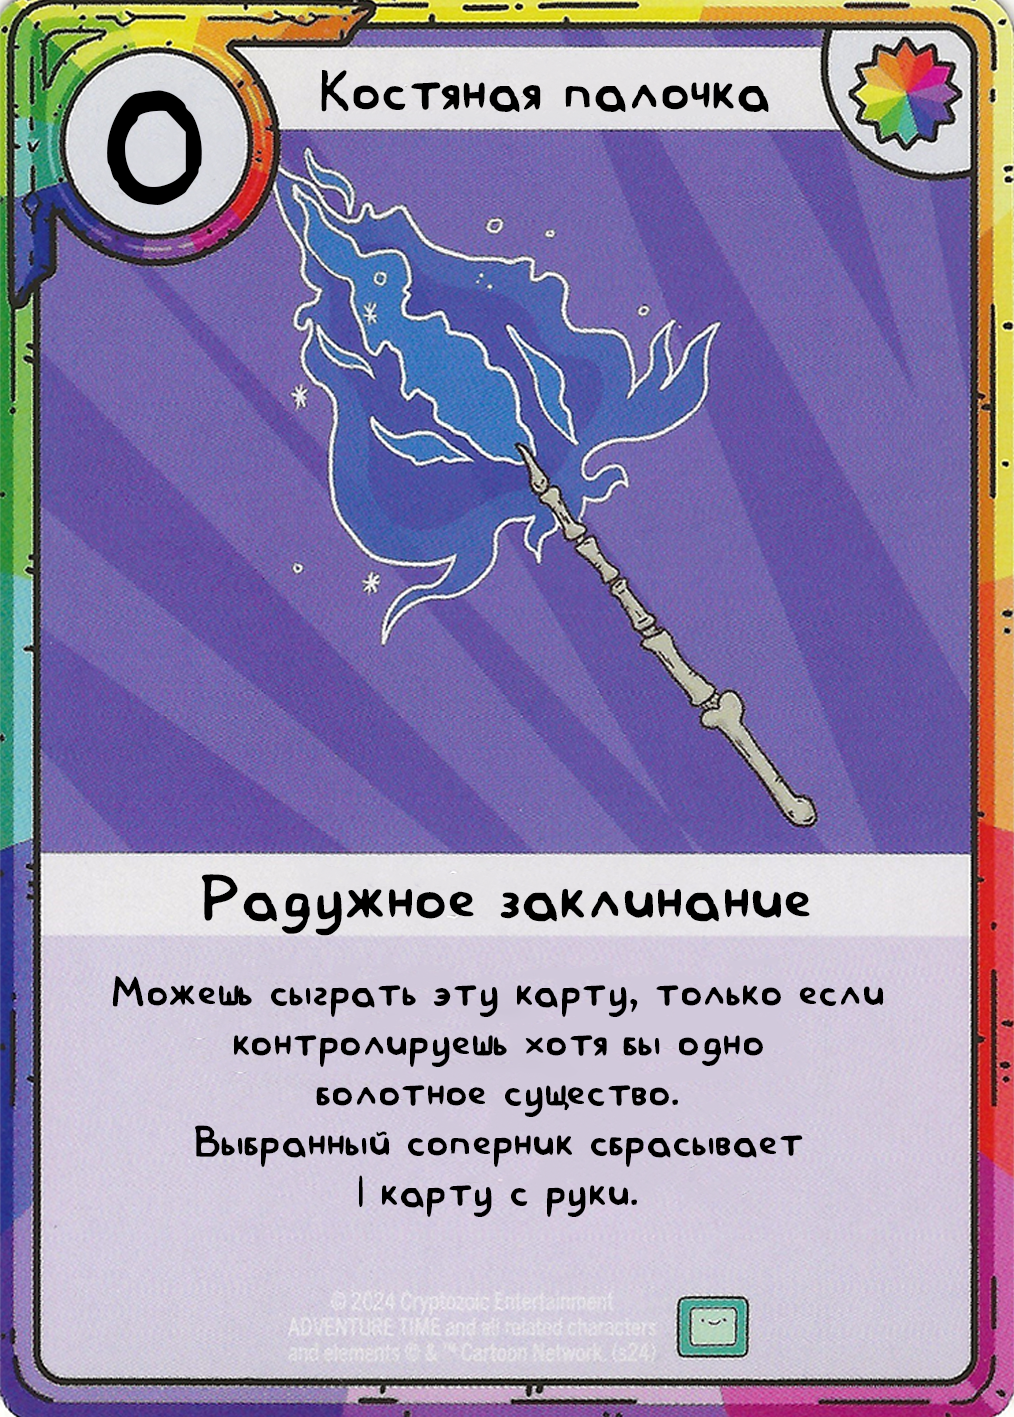 0
Костяная палочка
Радужное заклинание
Можешь сыграть эту карту, только если
контролируешь хотя бы одно
болотное существо.
Выбранный соперник сбрасывает
1 карту с руки.
© 2024 Cryptozoic Entertainment
ADVENTURE TIME and all related characters
and elements © & ™ Cartoon Network. (s24)